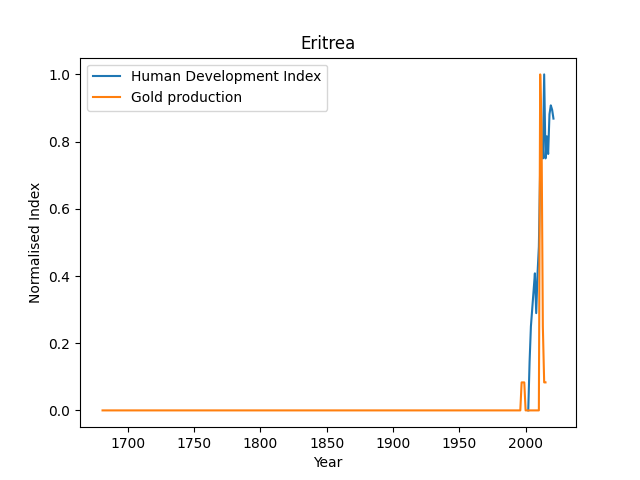 Eritrea
Human Development Index
Gold production
Normalised Index
1.0
0.8
0.6
0.4
0.2
0.0
1700 1750 1800 1850 1900 1950 2000
Year